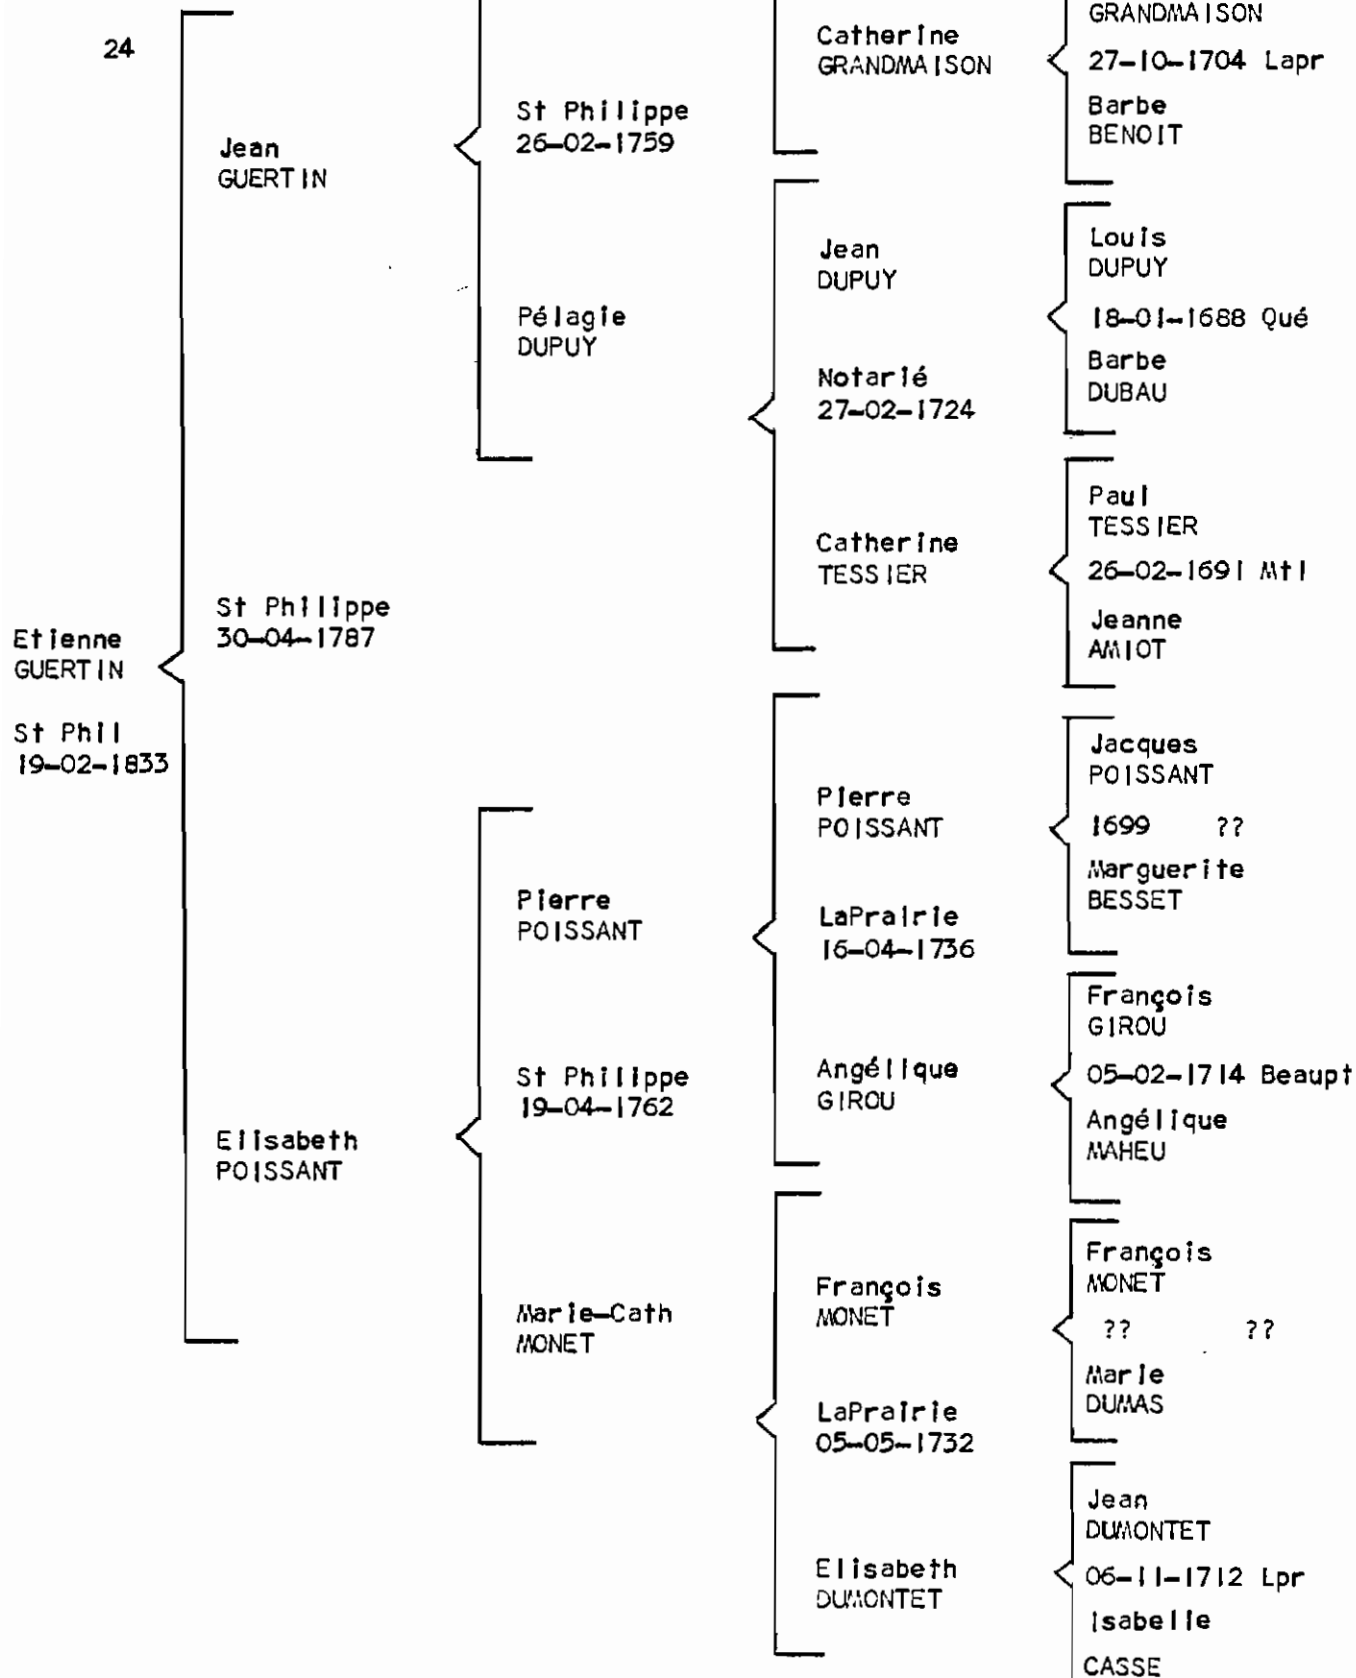 24
Etienne
GUERTIN
St Phil
19-02-1833
Jean
GUERTIN
St Philippe
30-04-1787
Elisabeth
POISSANT
St Philippe
26-02-1759
Pélagie
DUPUY
Pierre
POISSANT
St Philippe
19-04-1762
Marie-Cath
MONET
Catherine
GRANDMAISON
Jean
DUPUY
Notarié
27-02-1724
Catherine
TESSIER
Pierre
POISSANT
LaPrairie
16-04-1736
Angélique
GIROU
François
MONET
LaPrairie
05-05-1732
Elisabeth
DUMONTET
GRANDMAISON
27-10-1704 Lapr
Barbe
BENOIT
Louis
DUPUY
18-01-1688 Qué
Barbe
DUBAU
Paul
TESSIER
26-02-1691 Mtl
Jeanne
AMIOT
Jacques
POISSANT
1699 ??
Marguerite
BESSET
François
GIROU
05-02-1714 Beaupt
Angélique
MAHEU
François
MONET
?? ??
Marie
DUMAS
Jean
DUMONTET
06-11-1712 Lpr
Isabelle
CASSE